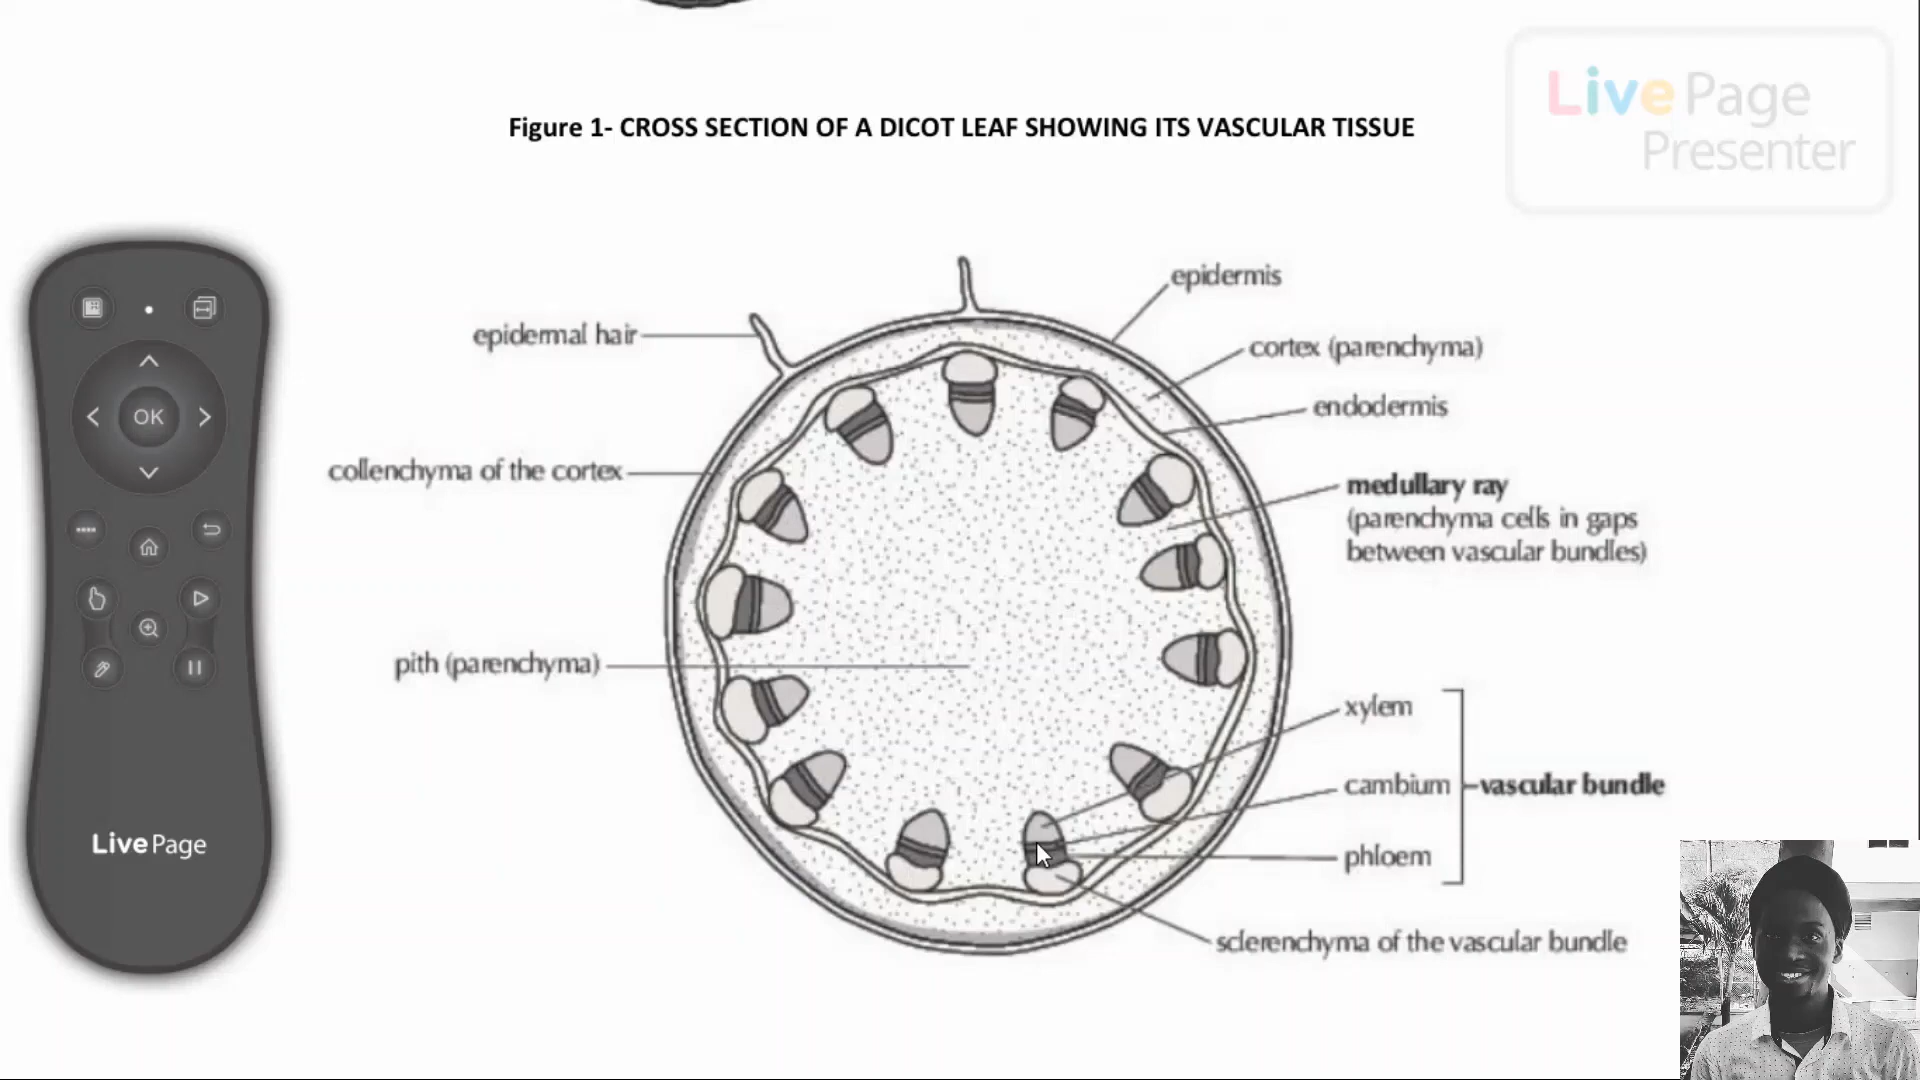 Live Page
Presenter
Figure 1- CROSS SECTION OF A DICOT LEAF SHOWING ITS VASCULAR TISSUE
epidermis
epidermal hair
cortex (parenchyma)
endodermis
collenchyma of the cortex
medullary ray
(parenchyma cells in gaps
between vascular bundles)
pith (parenchyma)
xylem
cambium
vascular bundle
phloem
sclerenchyma of the vascular bundle
OK
LivePage